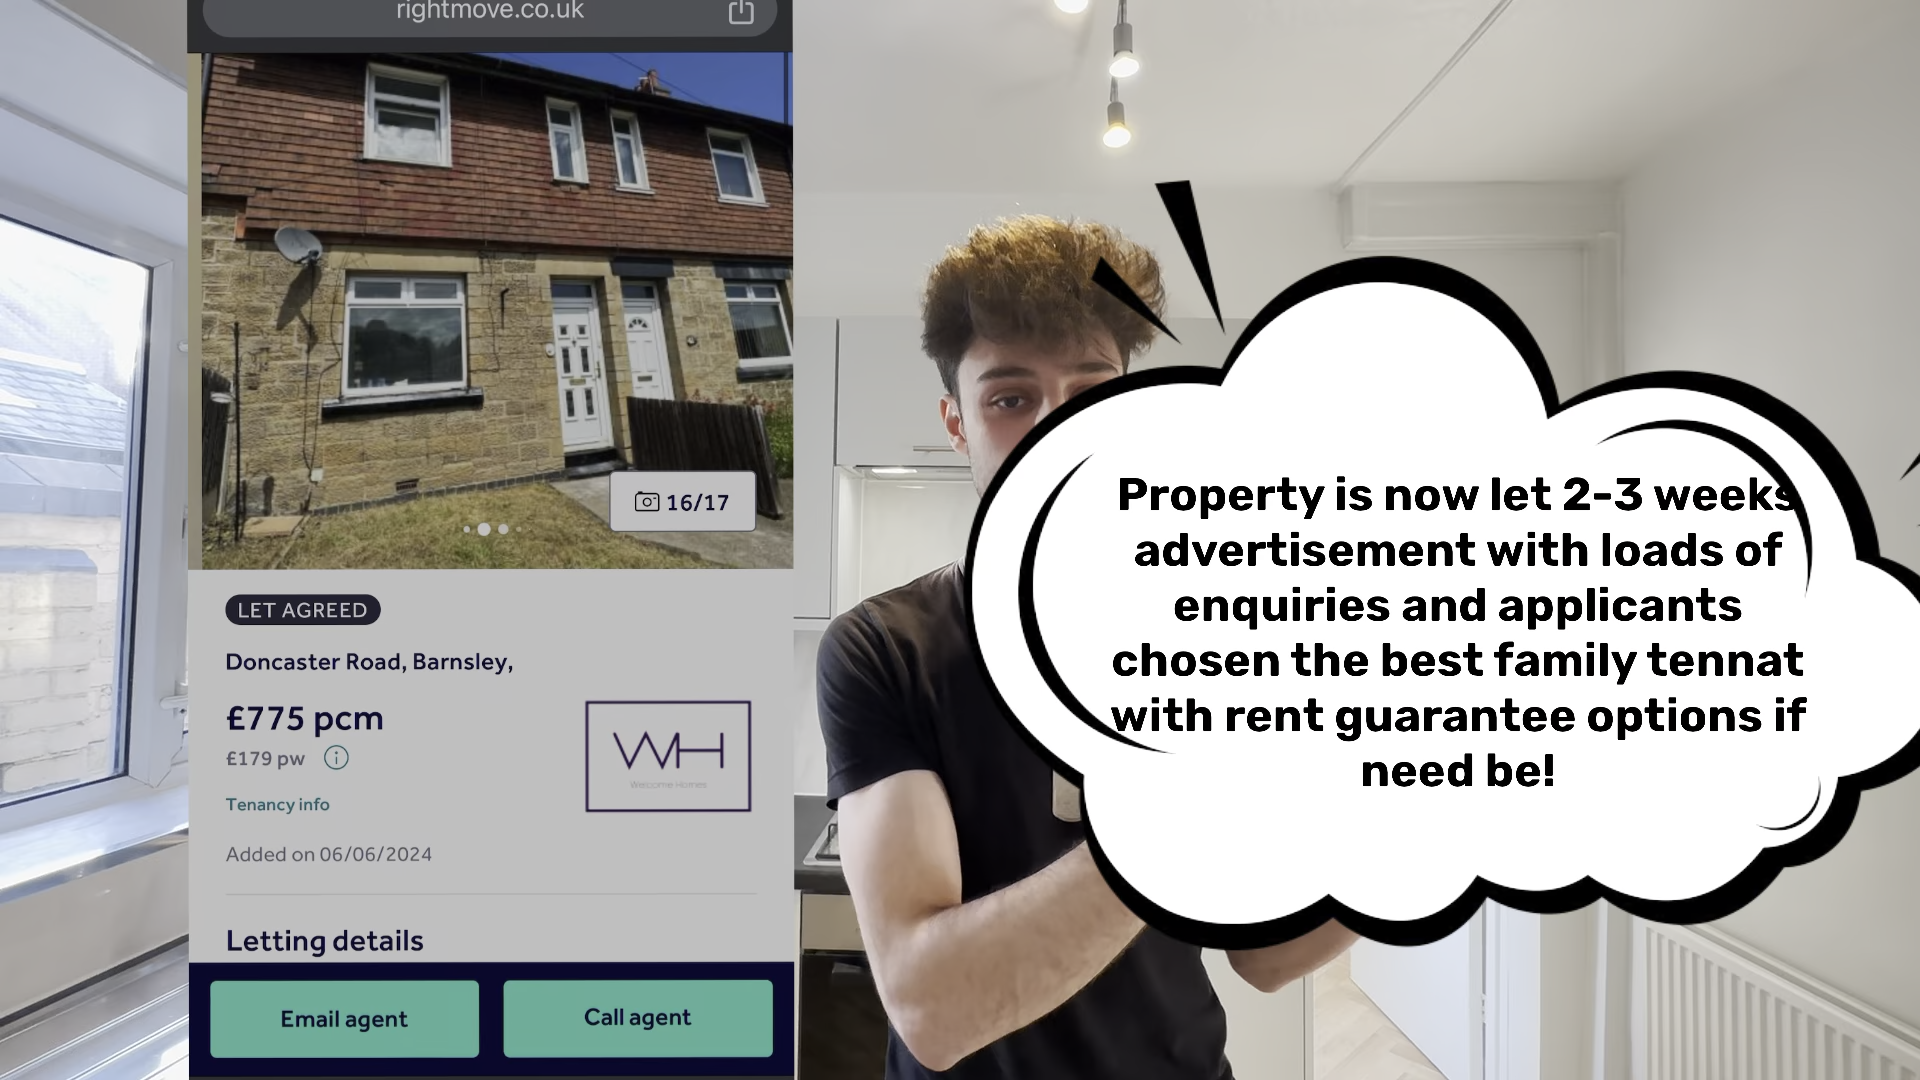 rightmove.co.uk
16/17
LET AGREED
Doncaster Road, Barnsley,
£775 pcm
£179 pw
Tenancy info
WH
Welcome Homes
Added on 06/06/2024
Letting details
Email agent
Call agent
Property is now let 2-3 weeks
advertisement with loads of
enquiries and applicants
chosen the best family tennat
with rent guarantee options if
need be!